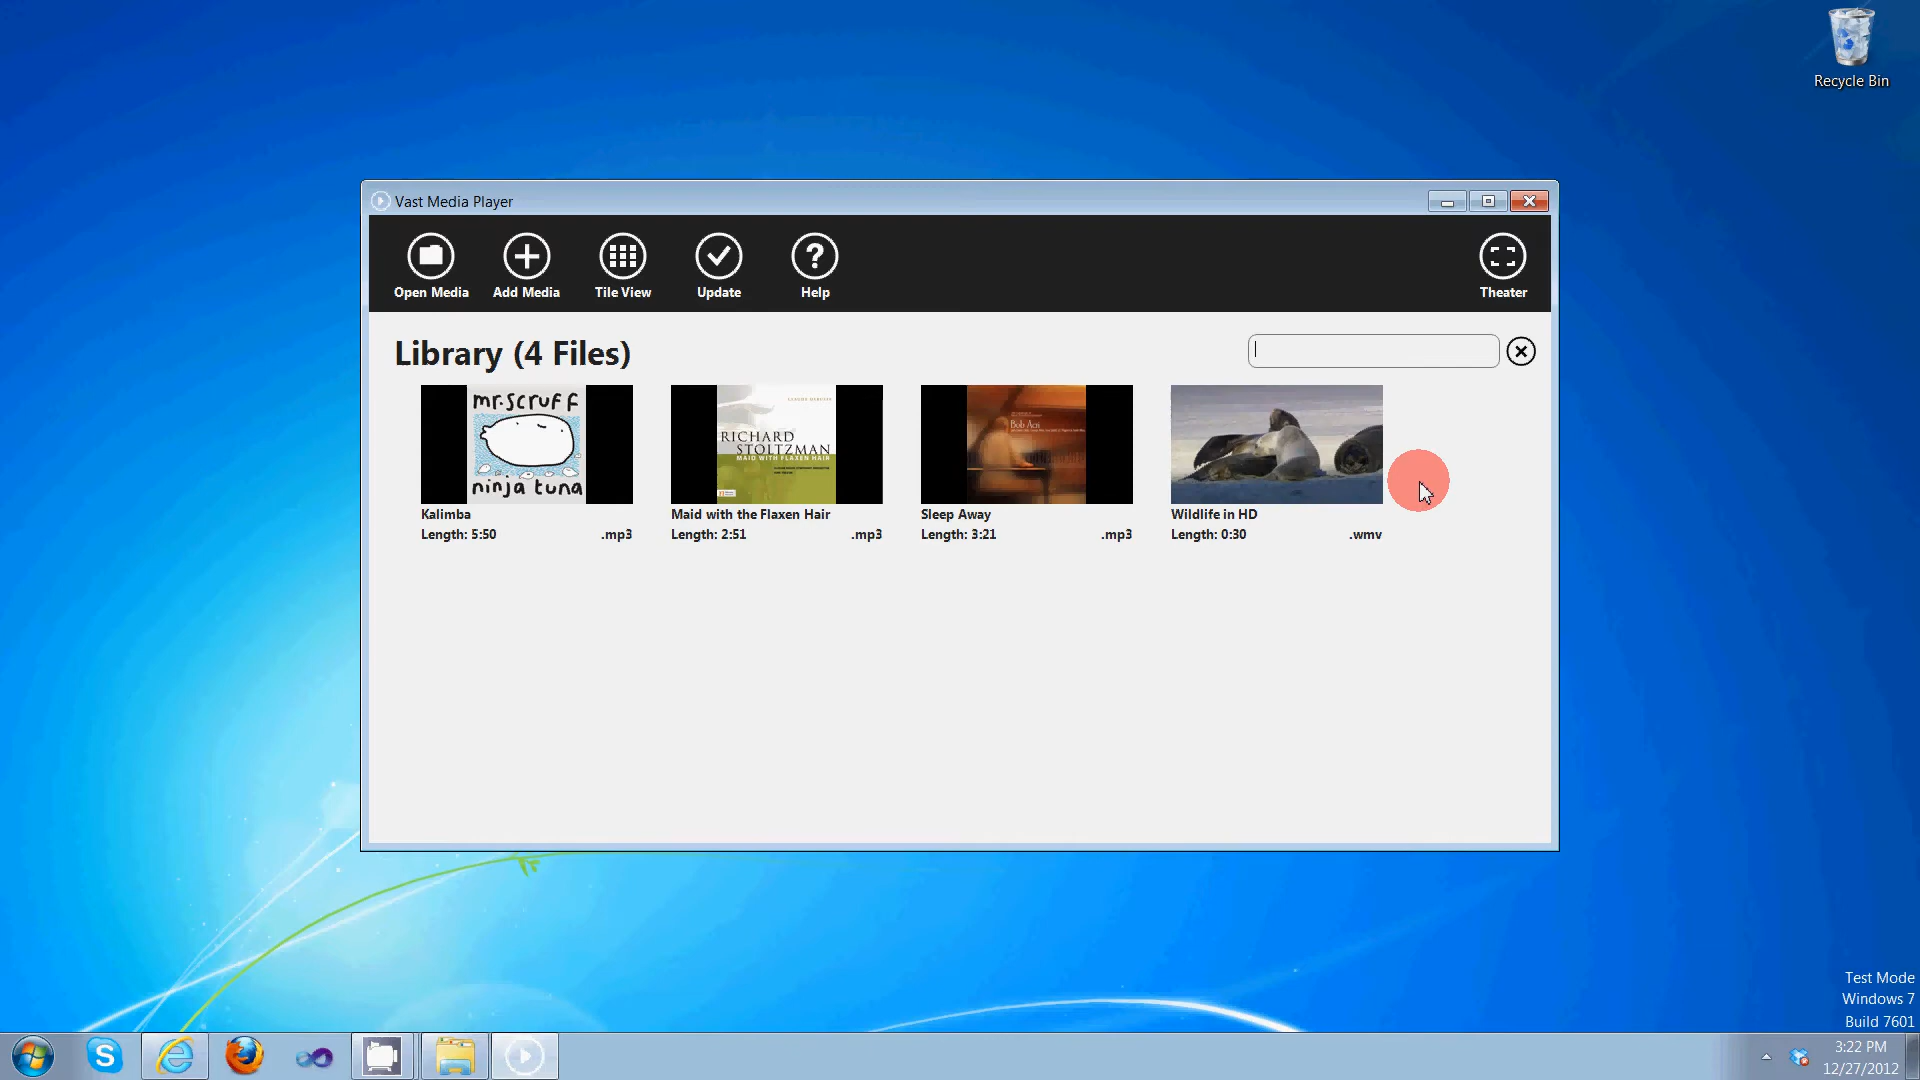 Recycle Bin
Vast Media Player
Open Media
Add Media
Tile View
Update
Help
Theater
Library (4 Files)
mr.scruff
ninja tuna
Kalimba
Length: 5:50 .mp3
CLAUDE DEBUSSY
RICHARD
STOLTZMAN
MAID WITH FLAXEN HAIR
Maid with the Flaxen Hair
Length: 2:51 .mp3
Bob Acri
Sleep Away
Length: 3:21 .mp3
Wildlife in HD
Length: 0:30 .wmv
Test Mode
Windows 7
Build 7601
3:22 PM
12/27/2012